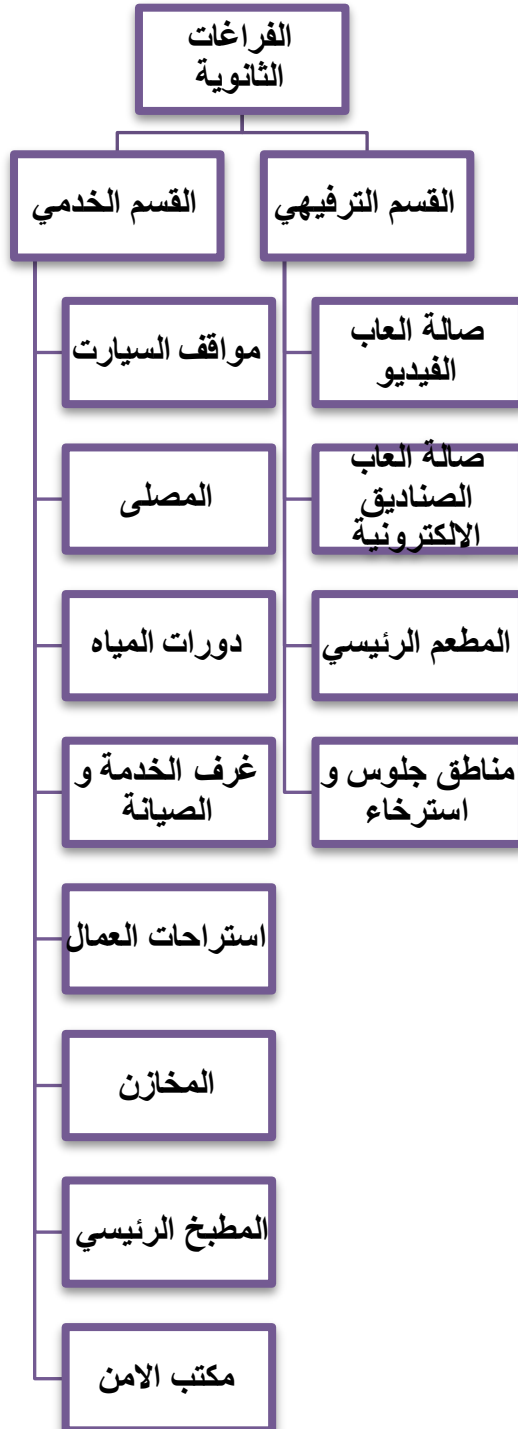 الفراغات
الثانوية
القسم الترفيهي
القسم الخدمي
صالة العاب
الفيديو
صالة العاب
الصناديق
الالكترونية
المطعم الرئيسي
مناطق جلوس و
استرخاء
مواقف السيارت
المصلى
دورات المياه
غرف الخدمة و
الصيانة
استراحات العمال
المخازن
المطبخ الرئيسي
مكتب الامن